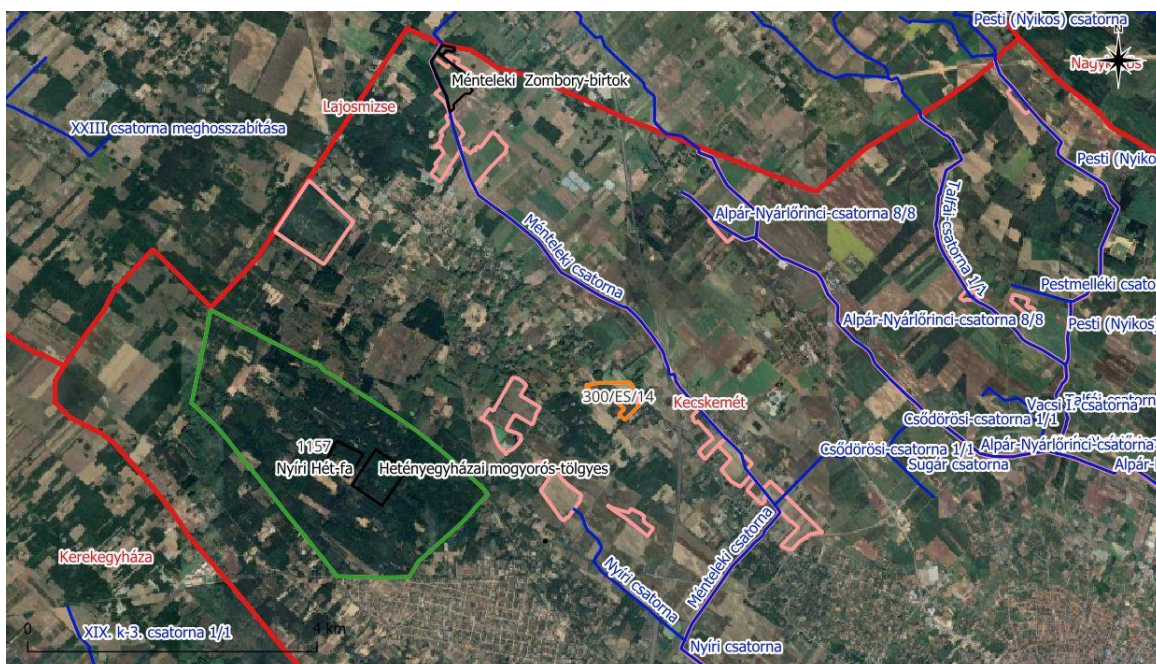 Pesti (Nyikos) csatorna
N
Nagykőrös
Ménteleki Zombory-birtok
Lajosmizse
XXIII csatorna meghosszabítása
Pesti (Nyiko
Alpár-Nyárlőrinci-csatorna 8/8
Talfái-csatorna 1/1
Ménteleki csatorna
Pestmelléki csato
Alpár-Nyárlőrinci-csatorna 8/8
Pesti (Nyikos)
300/ES/14
Kecskemét
Vacsi I. csatorna
Csődörösi-csatorna 1/1
1157
Csődörösi-csatorna 1/1
Alpár-Nyárlőrinci-csatorna
Nyíri Hét-fa
Hetényegyházai mogyorós-tölgyes
Sugár csatorna
Alpár-
Kerekegyháza
Ménteleki csatorna
Nyíri csatorna
0
4 km
XIX. k-3. csatorna 1/1
Nyíri csatorna